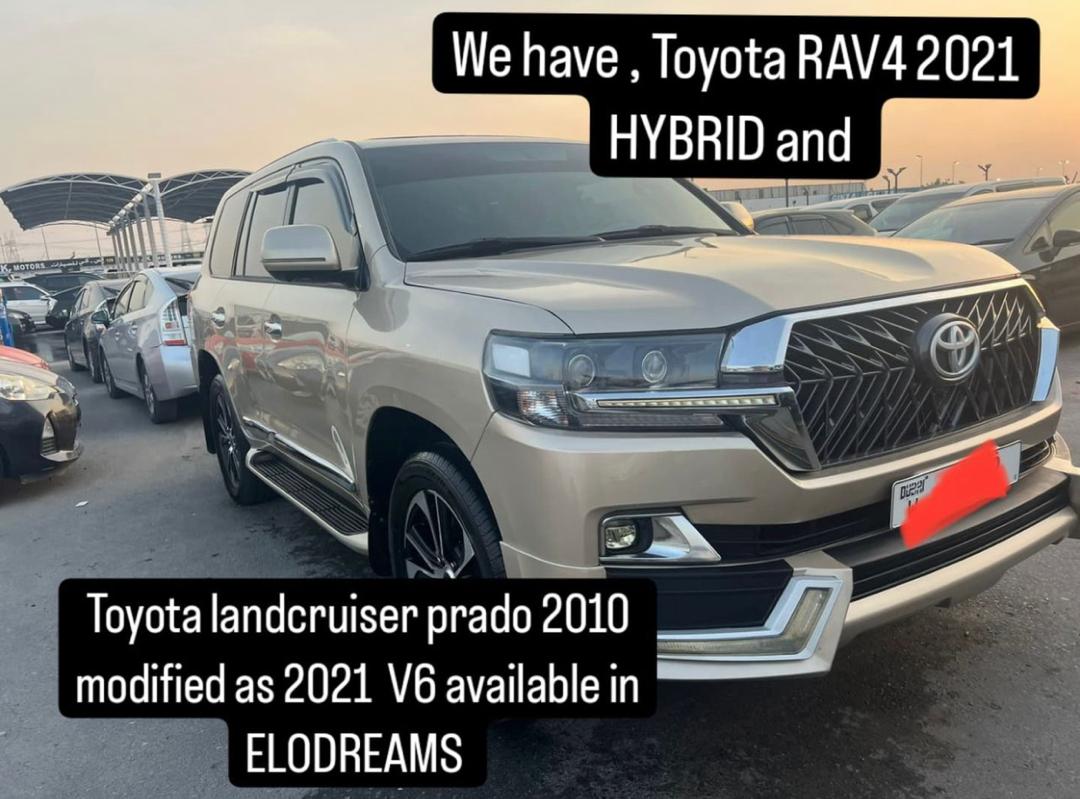 We have , Toyota RAV4 2021
HYBRID and
K MOTORS
DUBAI
Toyota landcruiser prado 2010
modified as 2021 V6 available in
ELODREAMS